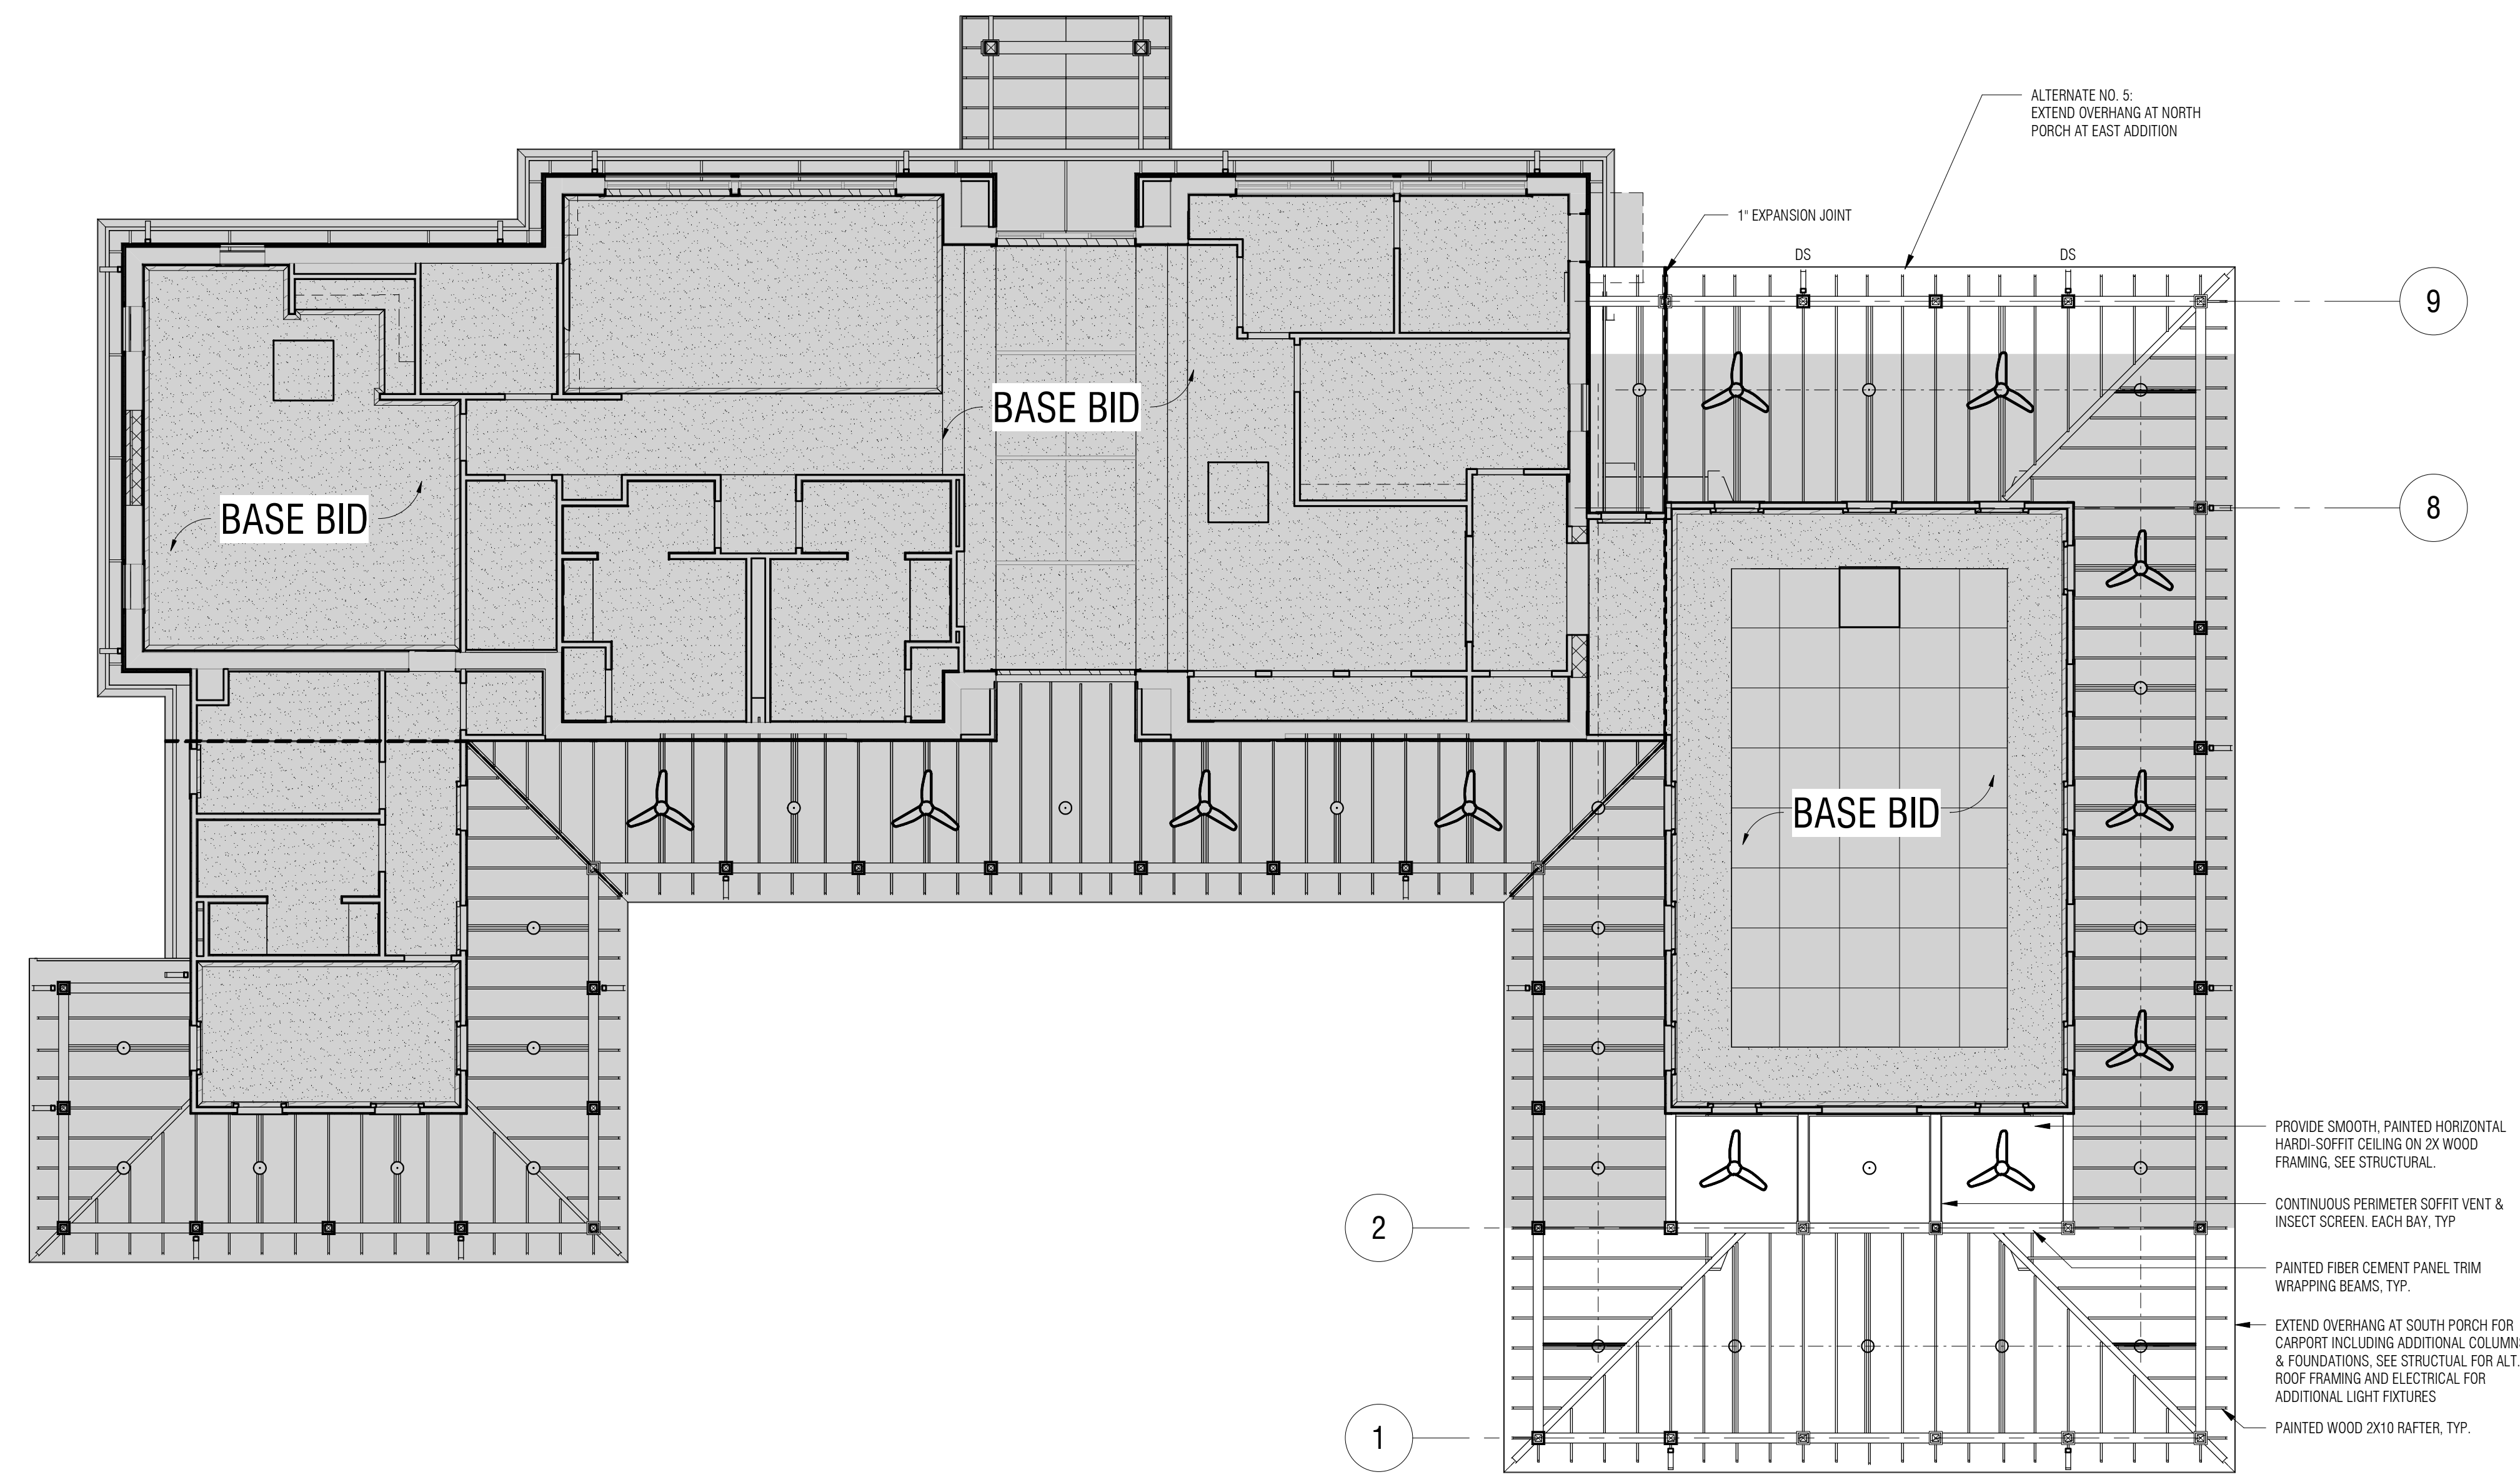 ALTERNATE NO. 5:
EXTEND OVERHANG AT NORTH
PORCH AT EAST ADDITION
1" EXPANSION JOINT
DS
DS
9
BASE BID
BASE BID
8
BASE BID
PROVIDE SMOOTH, PAINTED HORIZONTAL
HARDI-SOFFIT CEILING ON 2X WOOD
FRAMING, SEE STRUCTURAL.
CONTINUOUS PERIMETER SOFFIT VENT &
INSECT SCREEN. EACH BAY, TYP
2
PAINTED FIBER CEMENT PANEL TRIM
WRAPPING BEAMS, TYP.
EXTEND OVERHANG AT SOUTH PORCH FOR
CARPORT INCLUDING ADDITIONAL COLUMN
& FOUNDATIONS, SEE STRUCTUAL FOR ALT.
ROOF FRAMING AND ELECTRICAL FOR
ADDITIONAL LIGHT FIXTURES
PAINTED WOOD 2X10 RAFTER, TYP.
1